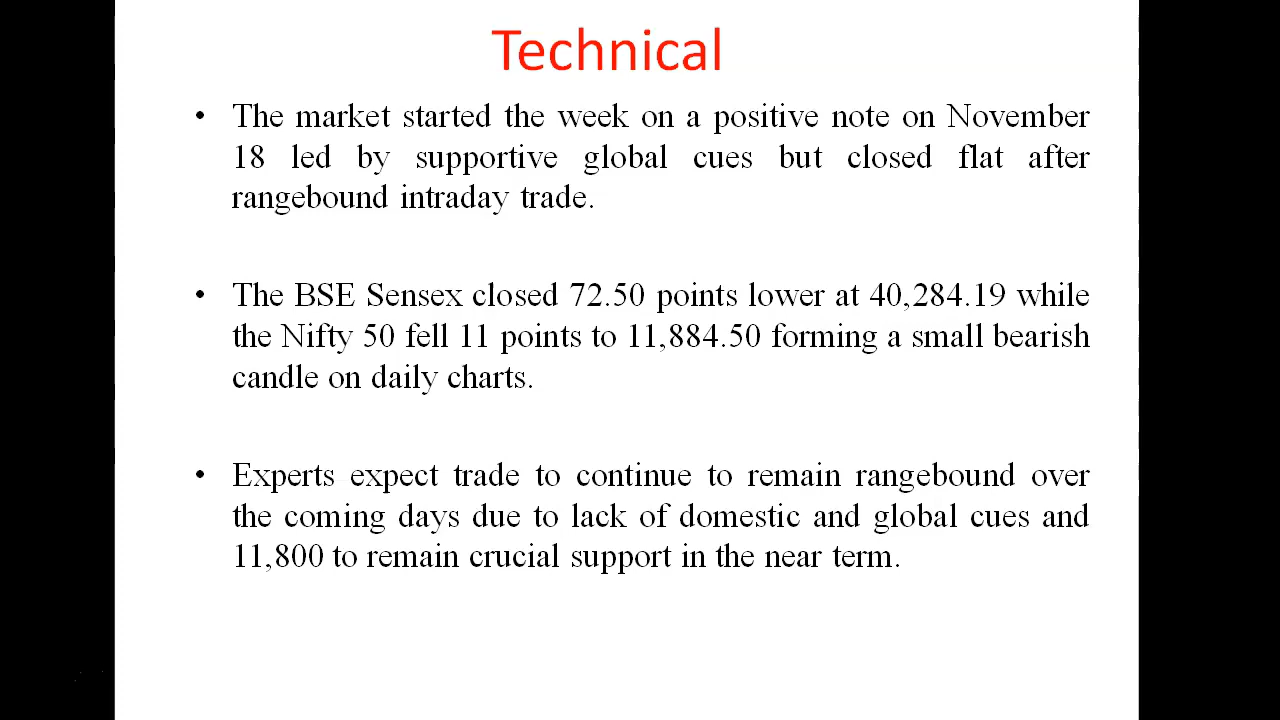 Technical
• The market started the week on a positive note on November
18 led by supportive global cues but closed flat after
rangebound intraday trade.
• The BSE Sensex closed 72.50 points lower at 40,284.19 while
the Nifty 50 fell 11 points to 11,884.50 forming a small bearish
candle on daily charts.
• Experts expect trade to continue to remain rangebound over
the coming days due to lack of domestic and global cues and
11,800 to remain crucial support in the near term.